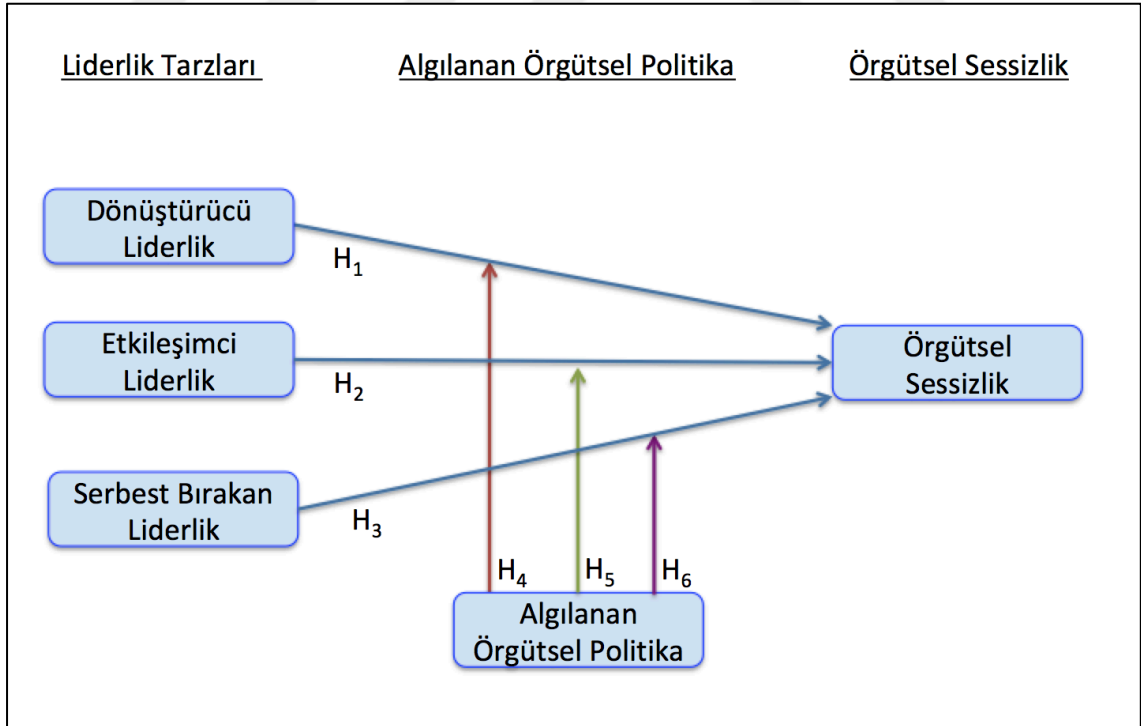 Liderlik Tarzları
Algılanan Örgütsel Politika
Örgütsel Sessizlik
Dönüştürücü
Liderlik
H1
Etkileşimci
Liderlik
H2
Örgütsel
Sessizlik
Serbest Bırakan
Liderlik
H3
H4
H5
H6
Algılanan
Örgütsel Politika